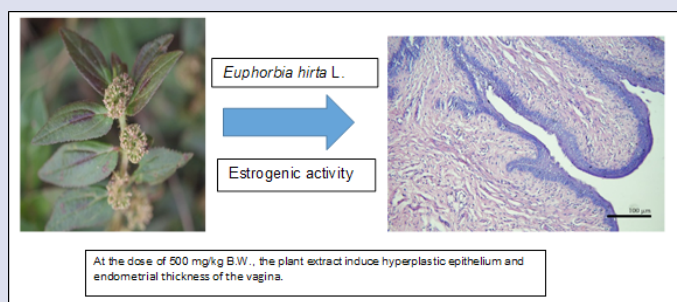 Euphorbia hirta L.
Estrogenic activity
100 µm
At the dose of 500 mg/kg B.W., the plant extract induce hyperplastic epithelium and
endometrial thickness of the vagina.